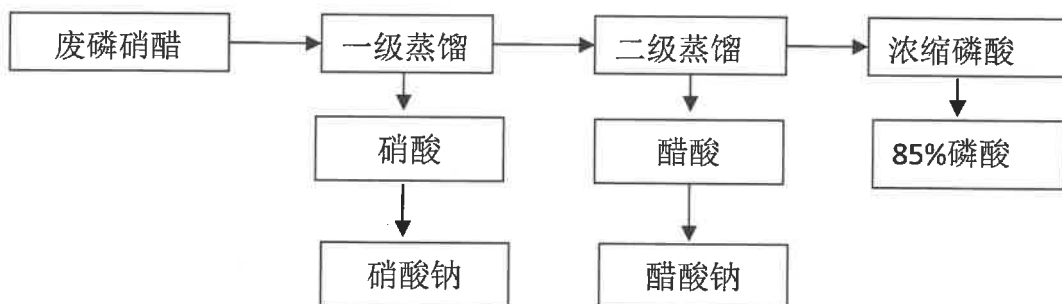 废磷硝醋
一级蒸馏
二级蒸馏
浓缩磷酸
硝酸
醋酸
85%磷酸
硝酸钠
醋酸钠